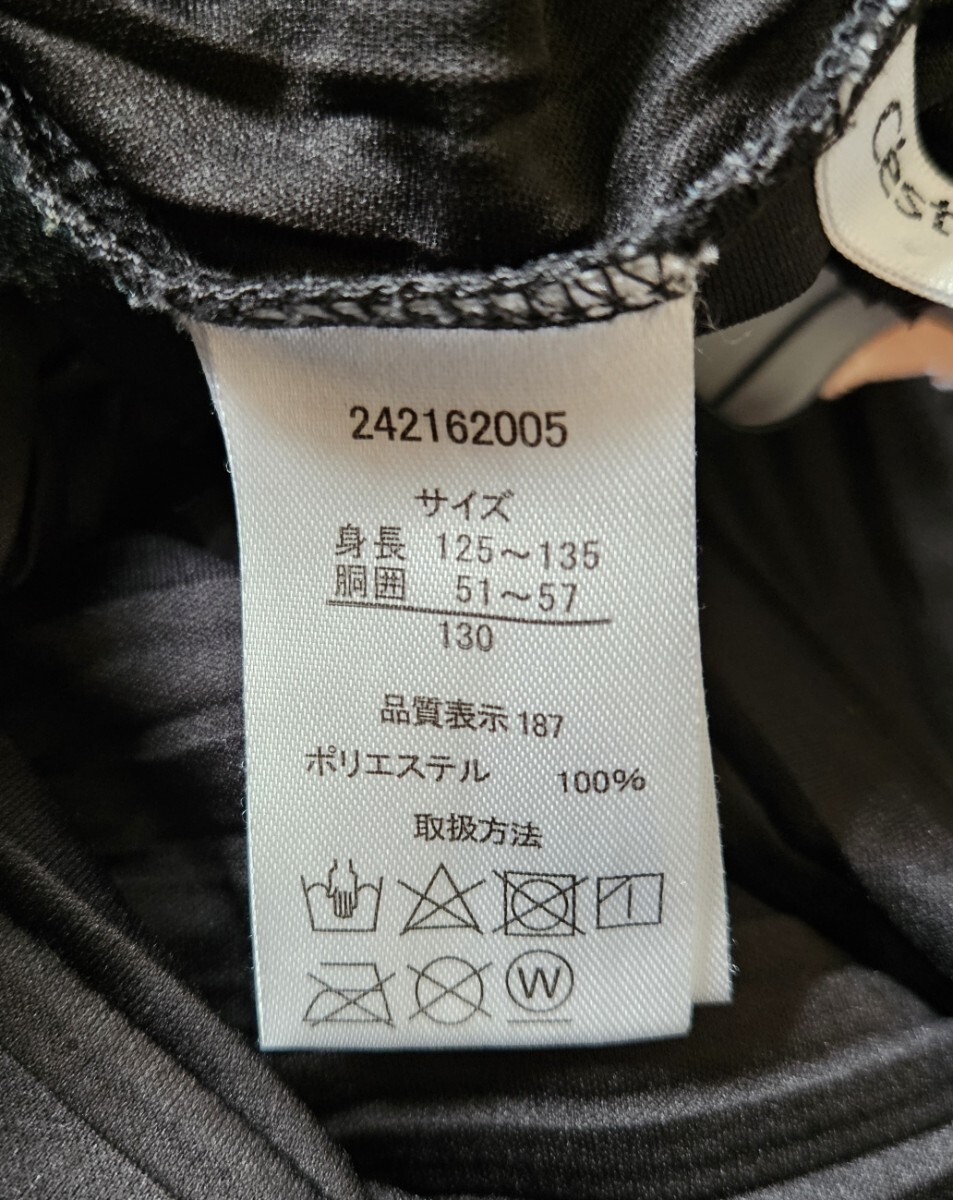 C'est
242162005
サイズ
身長 125～135
胴囲 51～57
130
品質表示 187
ポリエステル 100%
取扱方法
W